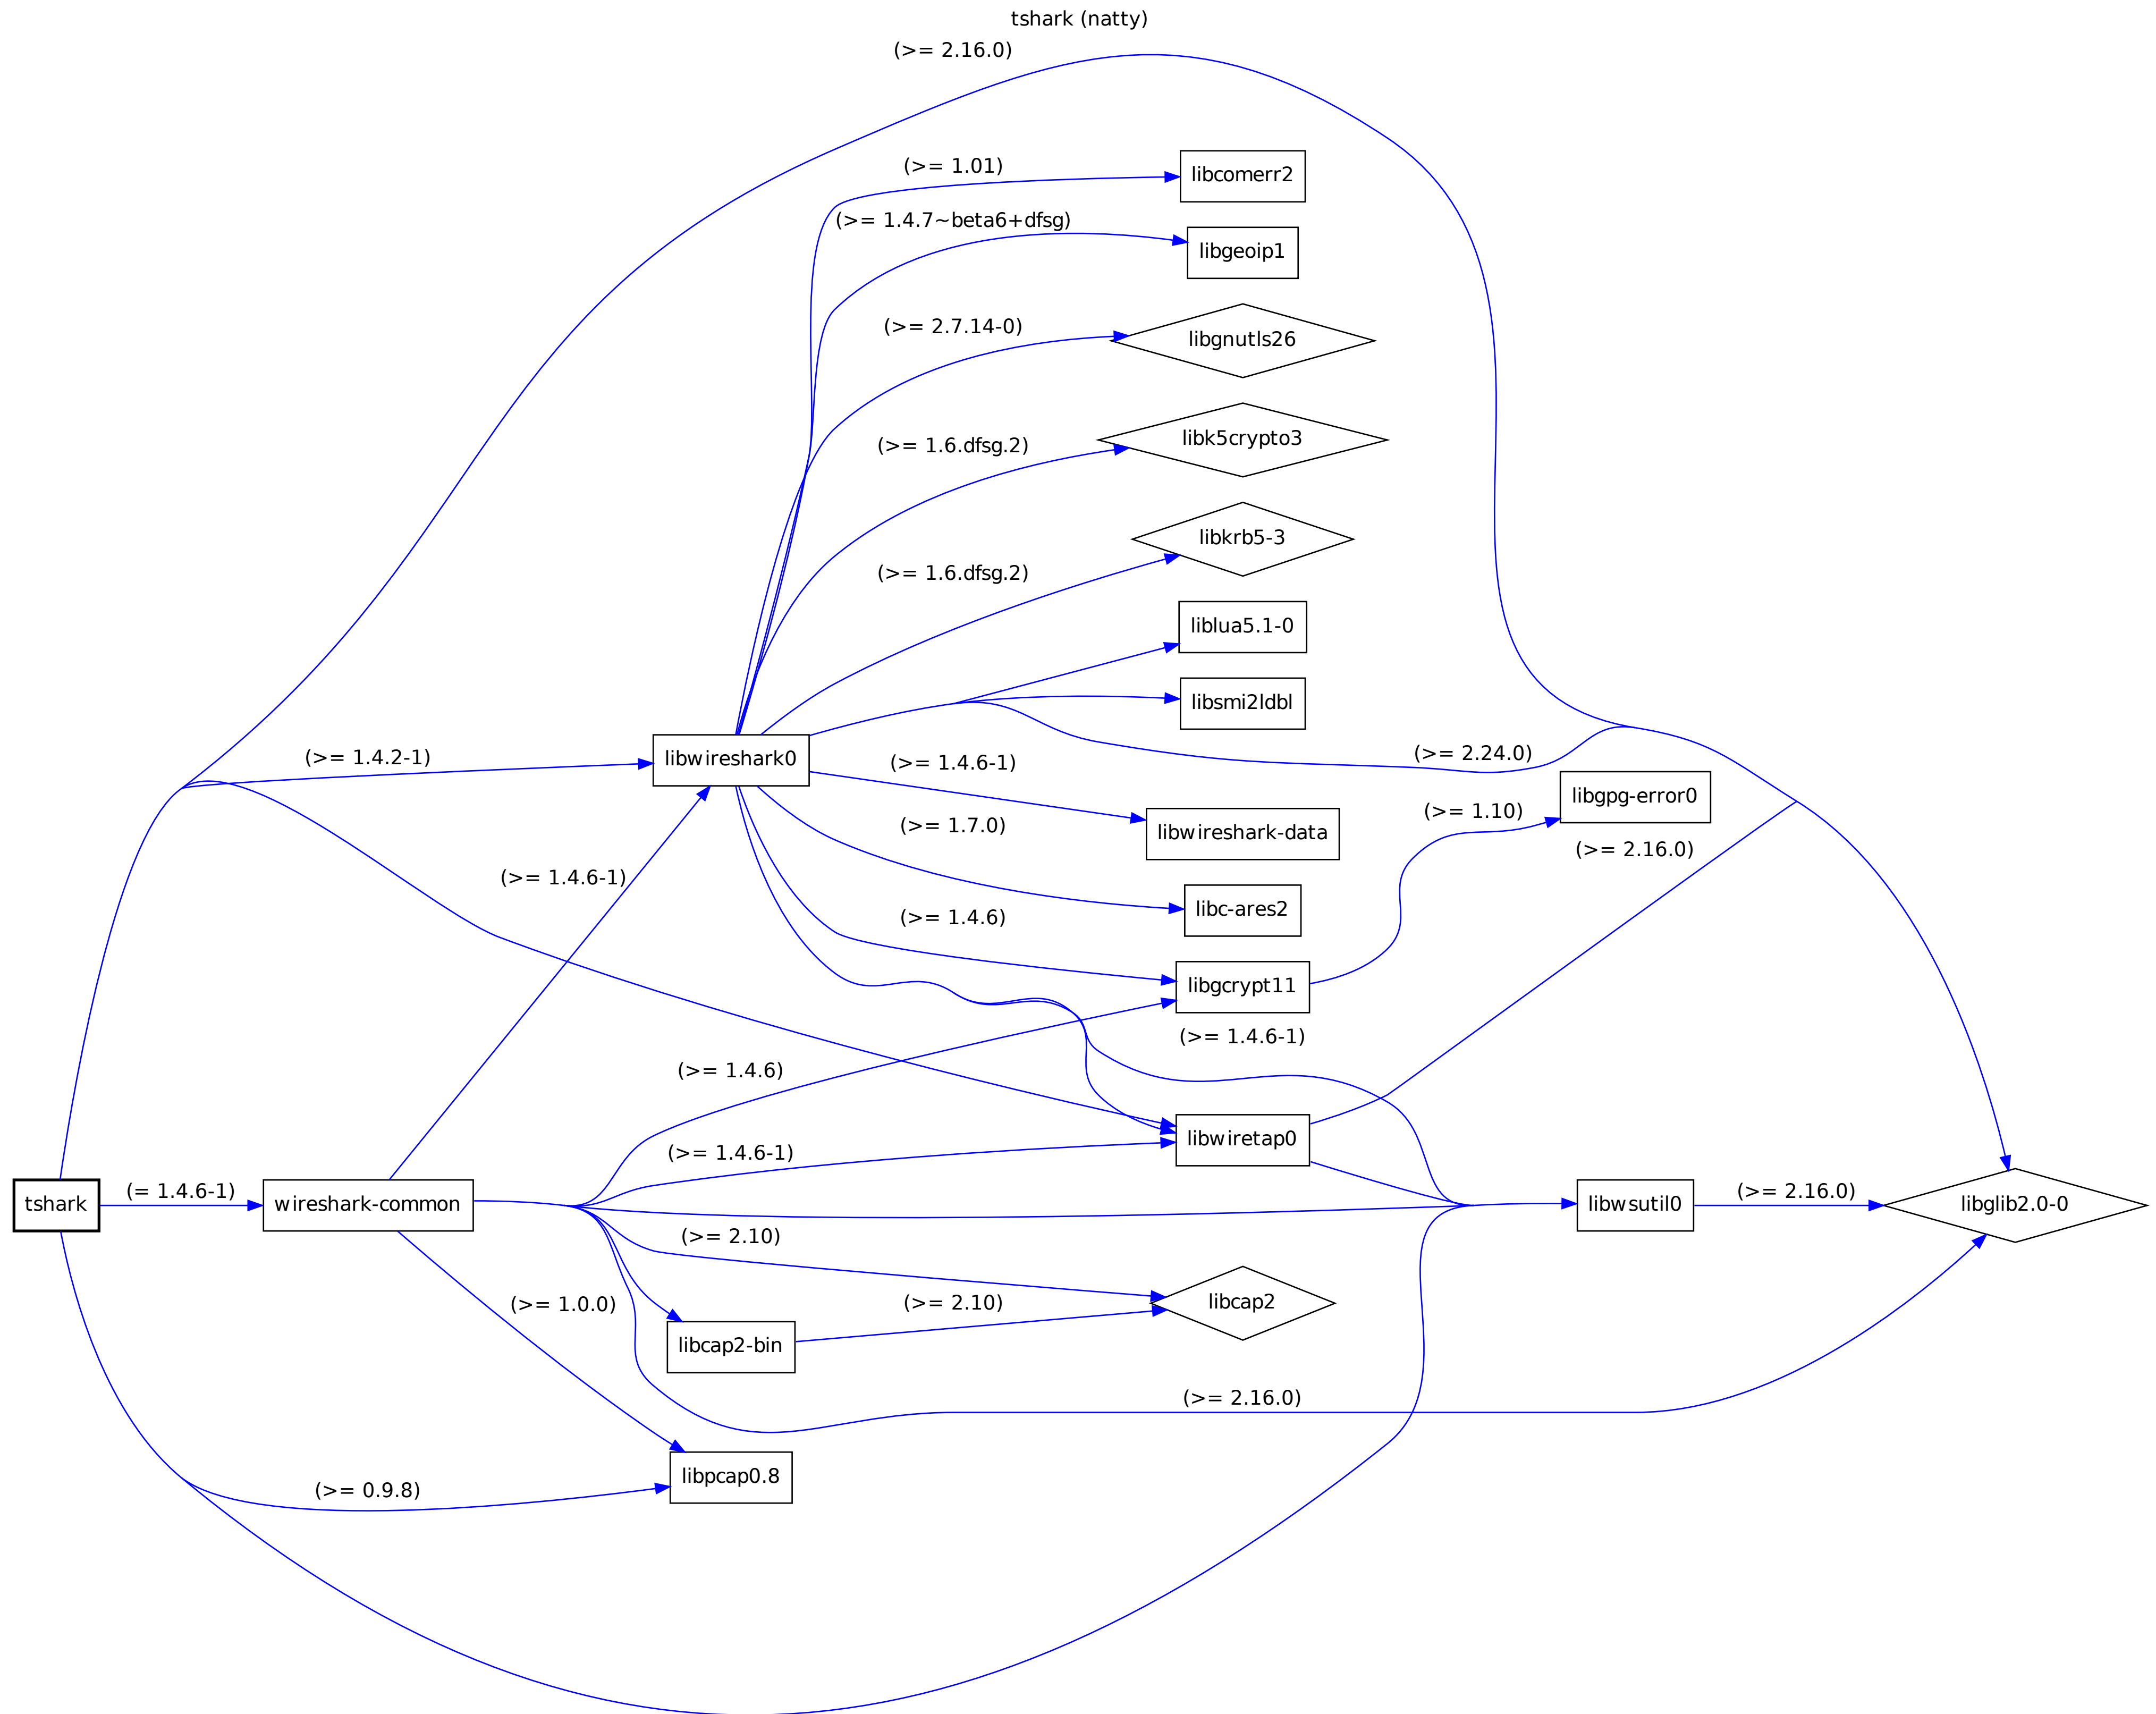 tshark (natty)
(>= 2.16.0)
(>= 1.01)
libcomerr2
(>= 1.4.7~beta6+dfsg)
libgeoip1
(>= 2.7.14-0)
libgnutls26
(>= 1.6.dfsg.2)
libk5crypto3
libkrb5-3
(>= 1.6.dfsg.2)
liblua5.1-0
libsmi2ldbl
(>= 1.4.2-1)
libwireshark0
(>= 2.24.0)
(>= 1.4.6-1)
libgpg-error0
(>= 1.10)
(>= 1.7.0)
libwireshark-data
(>= 2.16.0)
(>= 1.4.6-1)
(>= 1.4.6)
libc-ares2
libgcrypt11
(>= 1.4.6-1)
(>= 1.4.6)
(>= 1.4.6-1)
libwiretap0
tshark
(= 1.4.6-1)
wireshark-common
libwsutil0
(>= 2.16.0)
libglib2.0-0
(>= 2.10)
(>= 1.0.0)
(>= 2.10)
libcap2
libcap2-bin
(>= 2.16.0)
libpcap0.8
(>= 0.9.8)